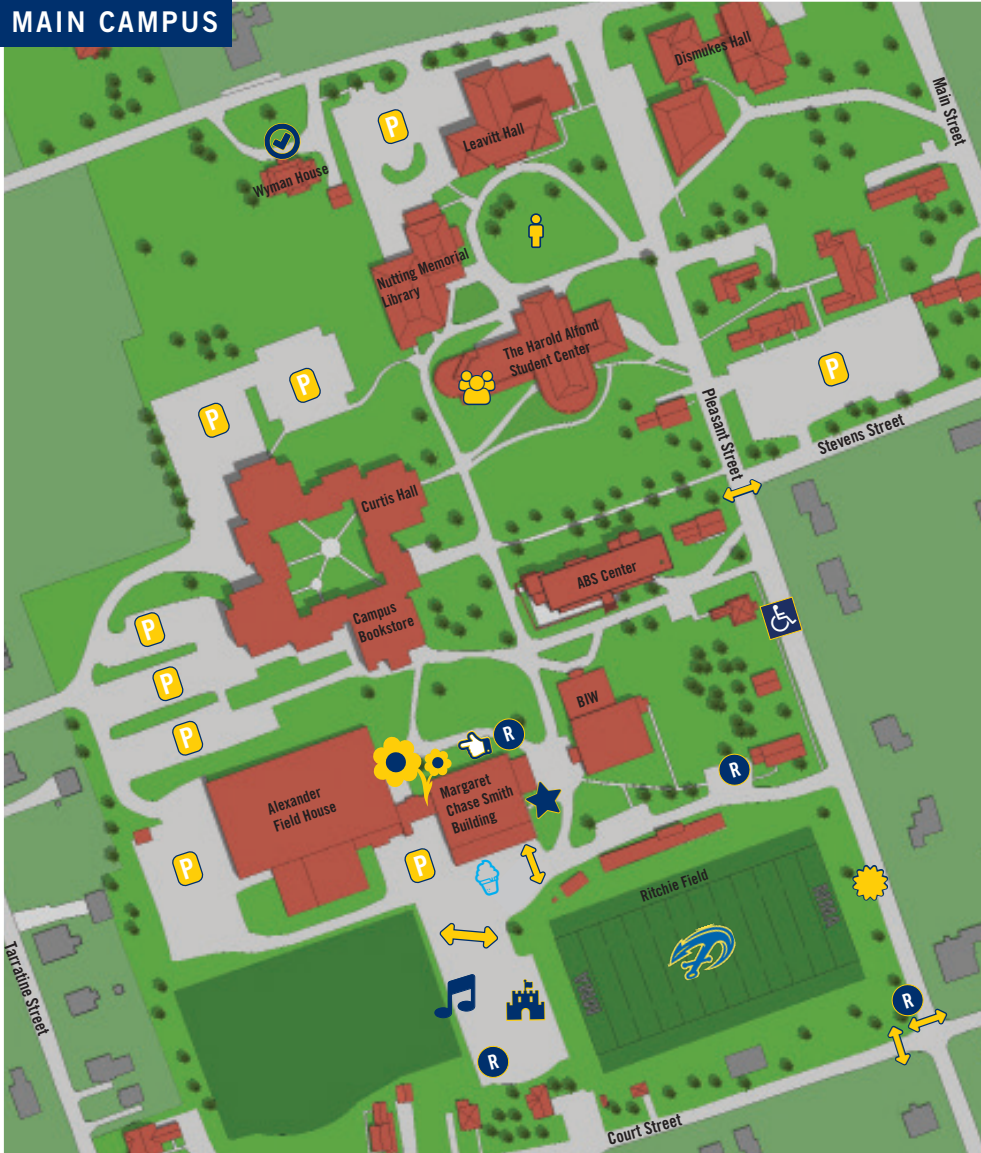 MAIN CAMPUS
Dismukes Hall
Main Street
P
Leavitt Hall
Wyman House
Nutting Memorial
Library
The Harold Alfond
Student Center
P
P
P
Pleasant Street
Stevens Street
Curtis Hall
ABS Center
Campus
Bookstore
P
P
P
BIW
R
R
Alexander
Field House
Margaret
Chase Smith
Building
P
P
Ritchie Field
Tarratine Street
R
R
Court Street